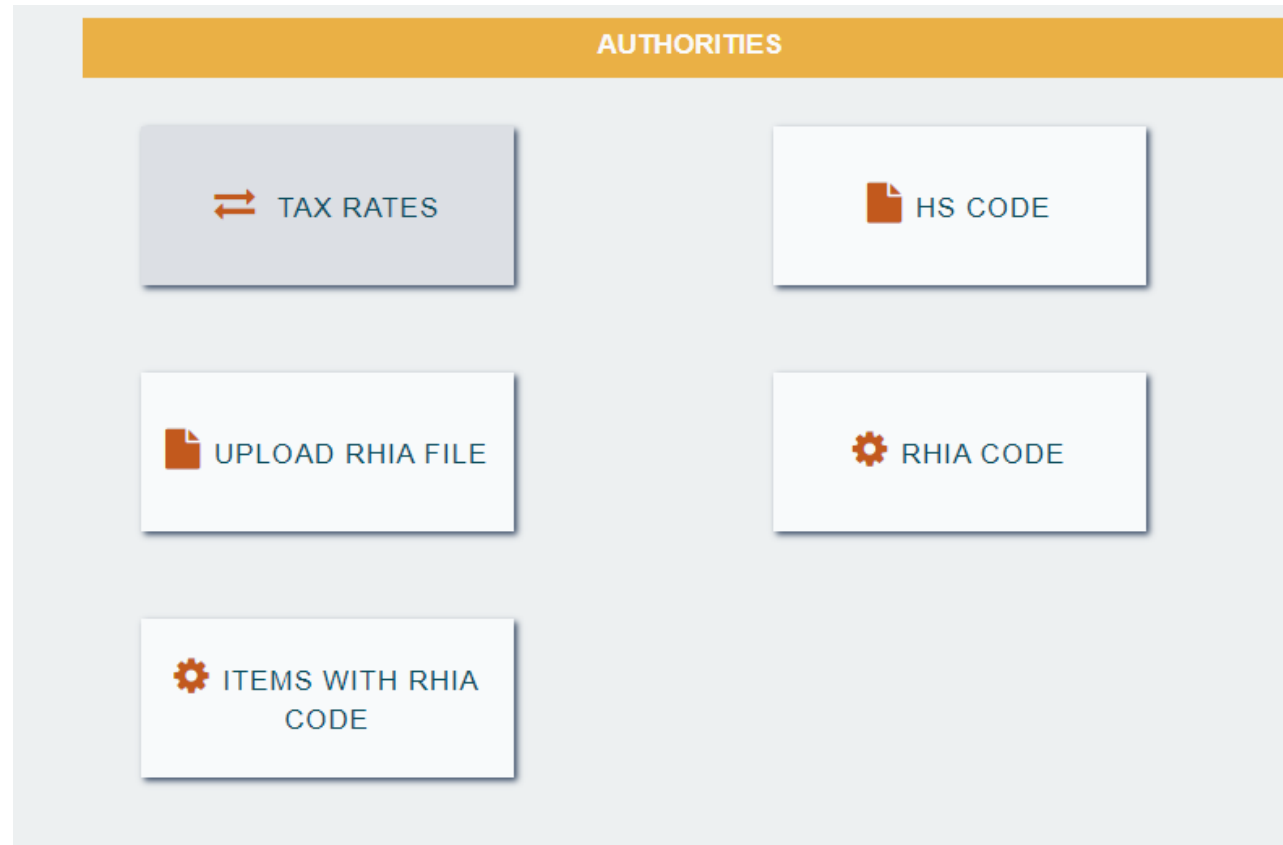 AUTHORITIES
TAX RATES
HS CODE
UPLOAD RHIA FILE
RHIA CODE
ITEMS WITH RHIA
CODE